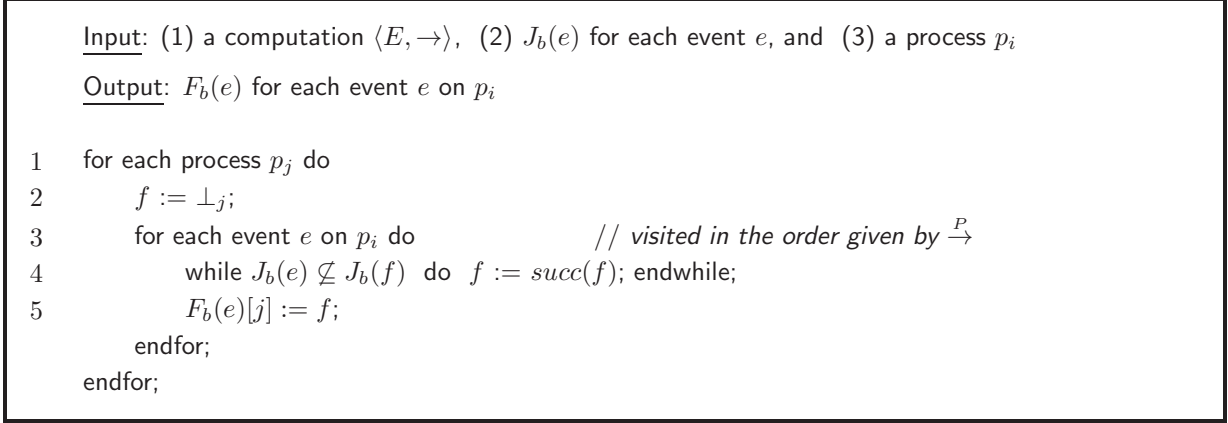 Input: (1) a computation ⟨E, →⟩, (2) J_b(e) for each event e, and (3) a process p_i
Output: F_b(e) for each event e on p_i
1 for each process p_j do
2 f := ⊥_j;
3 for each event e on p_i do // visited in the order given by \xrightarrow{P}
4 while J_b(e) ⊈ J_b(f) do f := succ(f); endwhile;
5 F_b(e)[j] := f;
endfor;
endfor;